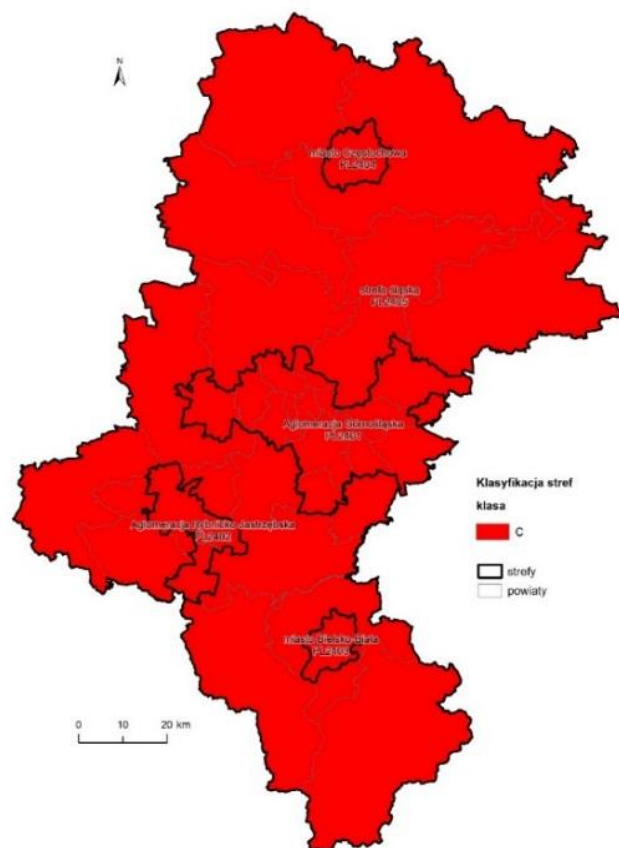 N
miasto Częstochowa
PL2404
strefa śląska
PL2405
Aglomeracja Górnośląska
PL2401
Klasyfikacja stref
klasa
C
strefy
powiaty
Aglomeracja Rybnicko-Jastrzębska
PL2402
miasto Bielsko-Biała
PL2403
0 10 20 km